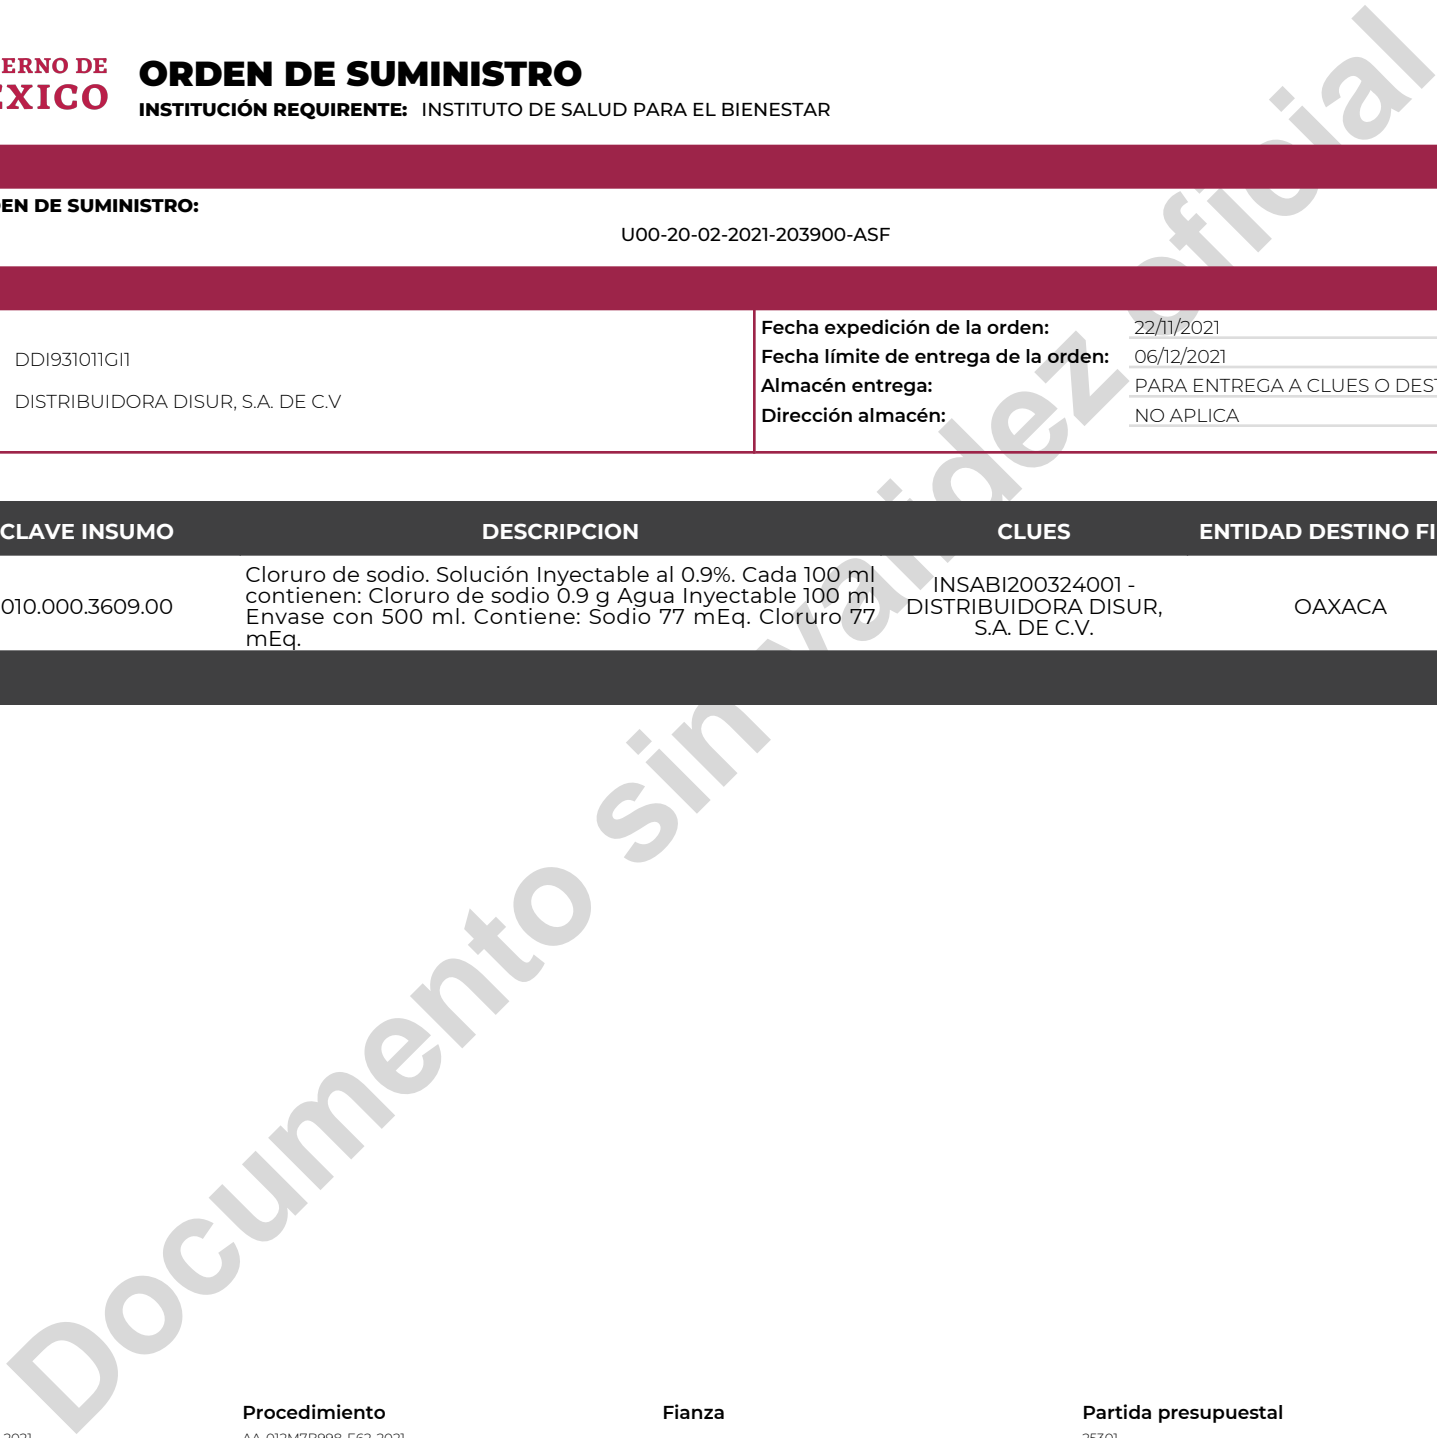 ERNO DE
ÉXICO
ORDEN DE SUMINISTRO
INSTITUCIÓN REQUIRENTE: INSTITUTO DE SALUD PARA EL BIENESTAR
EN DE SUMINISTRO:
U00-20-02-2021-203900-ASF
DDI931011GI1
DISTRIBUIDORA DISUR, S.A. DE C.V
Fecha expedición de la orden: 22/11/2021
Fecha límite de entrega de la orden: 06/12/2021
Almacén entrega: PARA ENTREGA A CLUES O DEST
Dirección almacén: NO APLICA
CLAVE INSUMO DESCRIPCION CLUES ENTIDAD DESTINO FI
010.000.3609.00
Cloruro de sodio. Solución Inyectable al 0.9%. Cada 100 ml
contienen: Cloruro de sodio 0.9 g Agua Inyectable 100 ml
Envase con 500 ml. Contiene: Sodio 77 mEq. Cloruro 77
mEq.
INSABI200324001 -
DISTRIBUIDORA DISUR,
S.A. DE C.V.
OAXACA
Documento sin validez oficial
Procedimiento Fianza Partida presupuestal